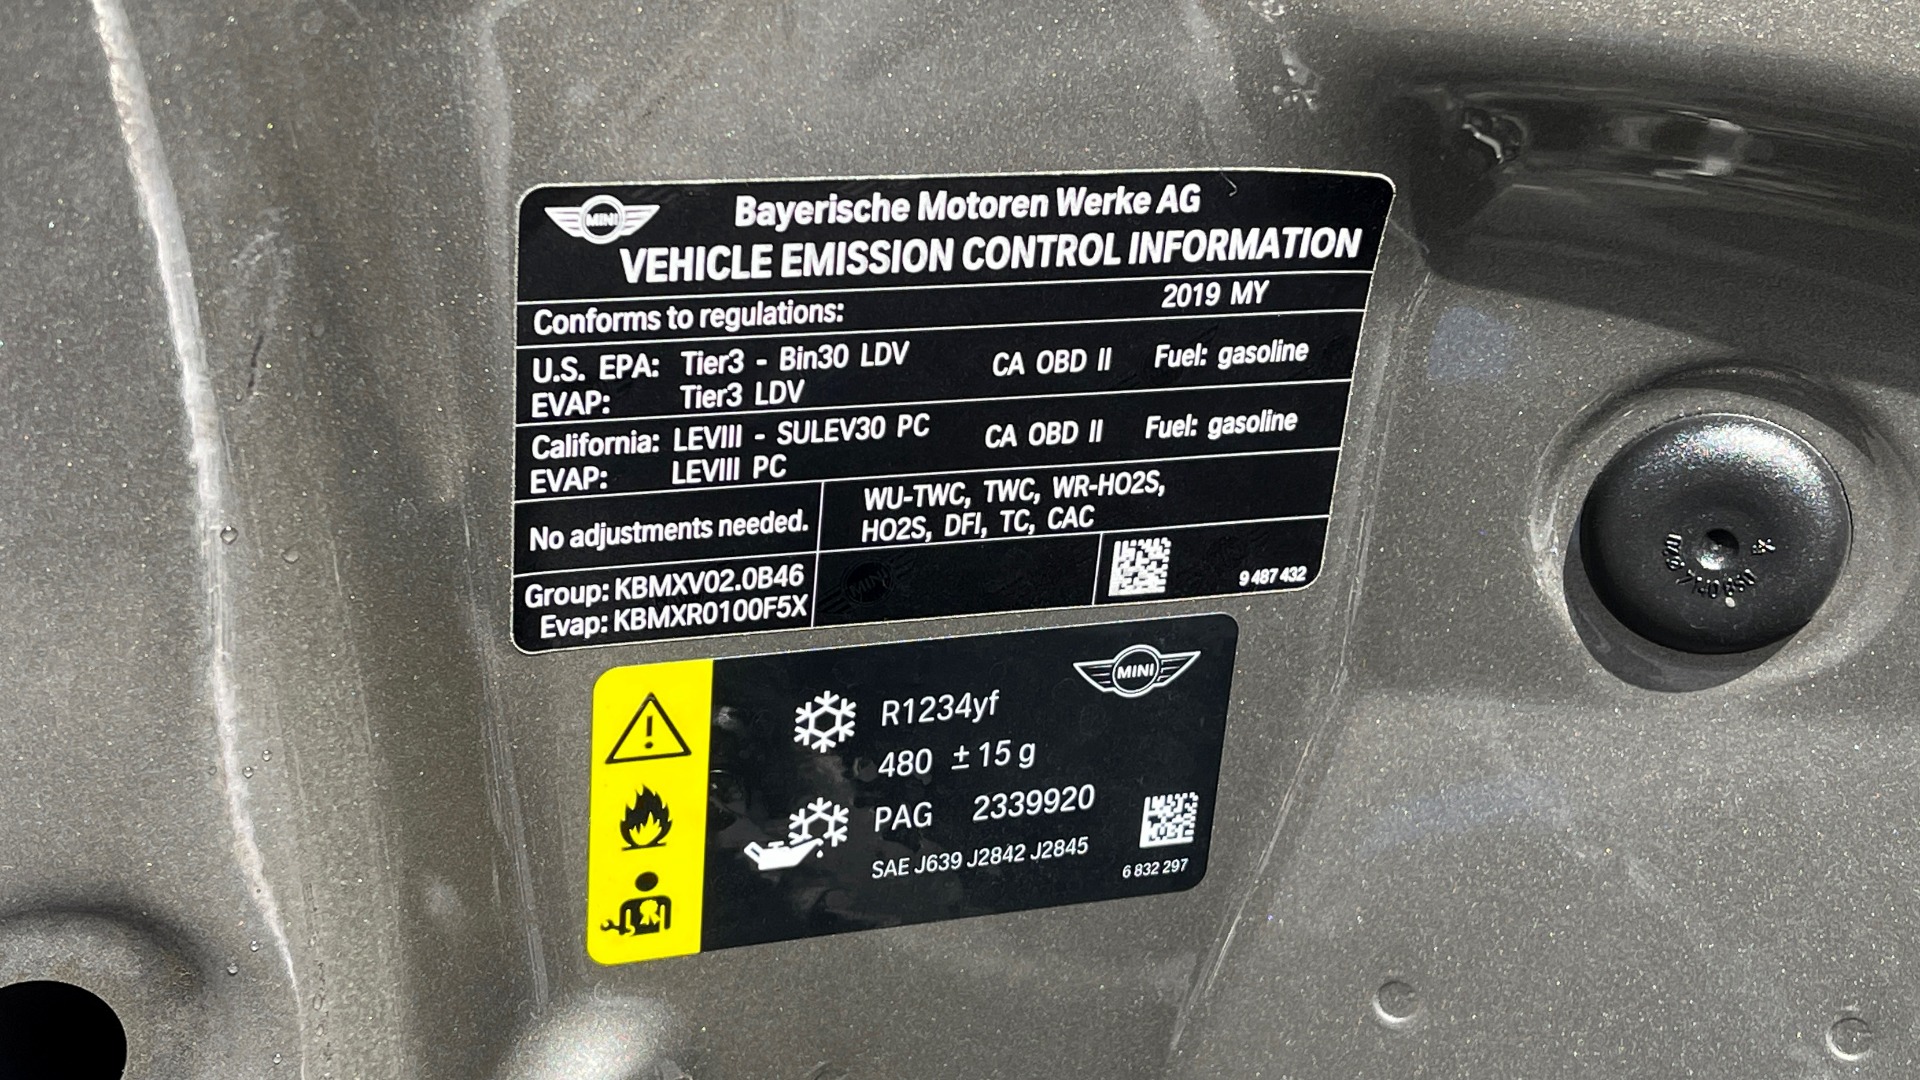 MINI
Bayerische Motoren Werke AG
VEHICLE EMISSION CONTROL INFORMATION
Conforms to regulations: 2019 MY
U.S. EPA: Tier3 - Bin30 LDV CA OBD II Fuel: gasoline
EVAP: Tier3 LDV
California: LEVIII - SULEV30 PC CA OBD II Fuel: gasoline
EVAP: LEVIII PC
No adjustments needed.
WU-TWC, TWC, WR-HO2S,
HO2S, DFI, TC, CAC
Group: KBMXV02.0B46
Evap: KBMXR0100F5X
MINI
9 487 432
MINI
R1234yf
480 ± 15 g
PAG 2339920
SAE J639 J2842 J2845
6 832 297